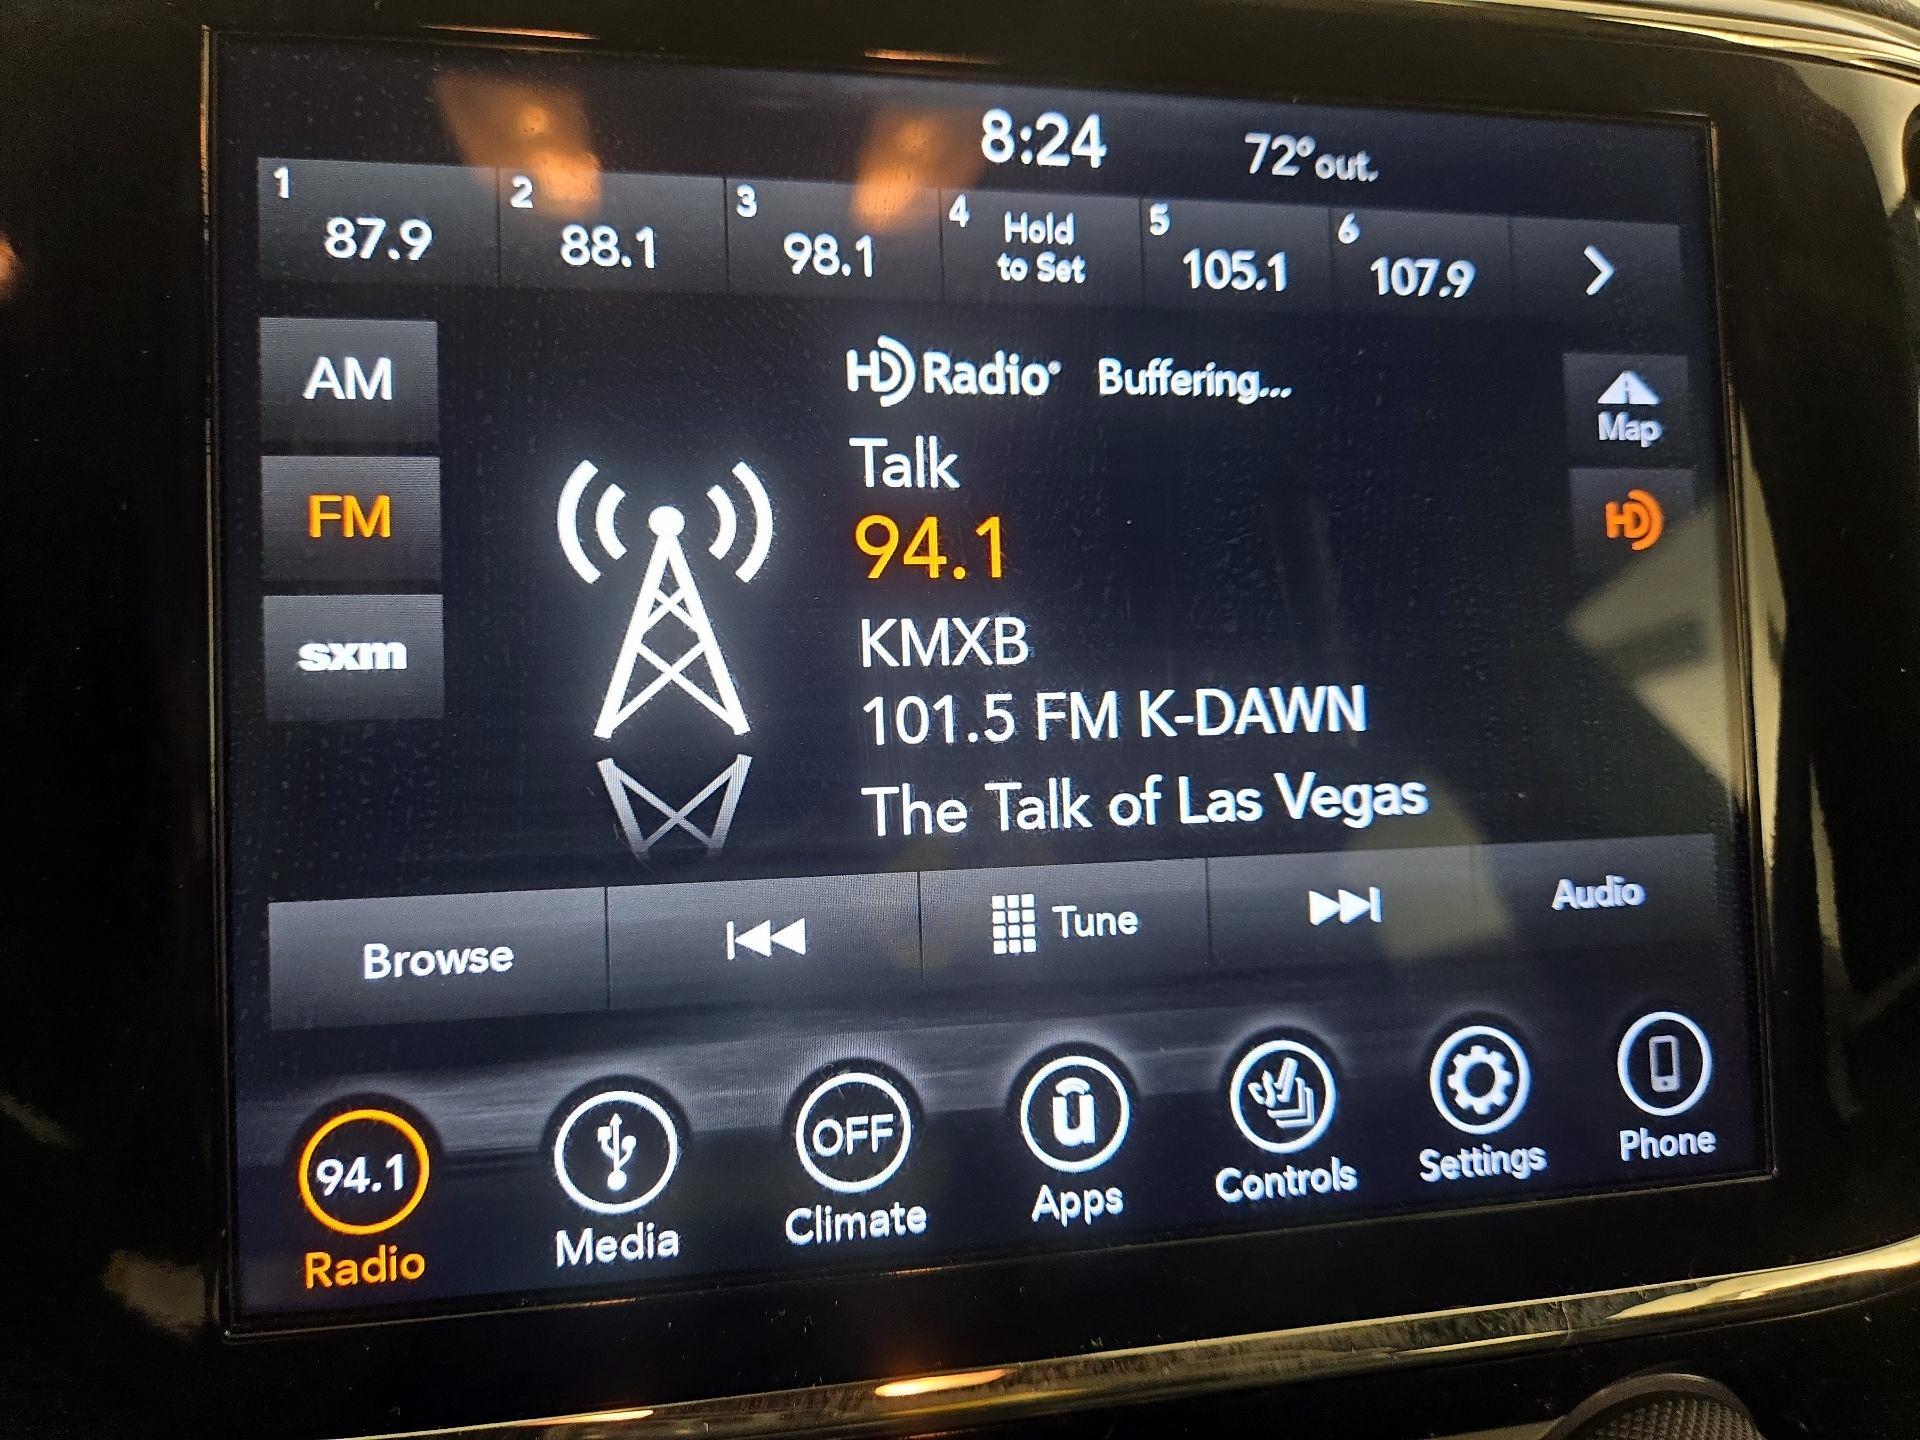 8:24 72° out.
1 87.9
2 88.1
3 98.1
4 Hold to Set
5 105.1
6 107.9
AM
FM
sxm
HD Radio® Buffering...
Talk
94.1
KMXB
101.5 FM K-DAWN
The Talk of Las Vegas
Map
HD
Browse
Tune
Audio
94.1
Radio
Media
OFF
Climate
u
Apps
Controls
Settings
Phone